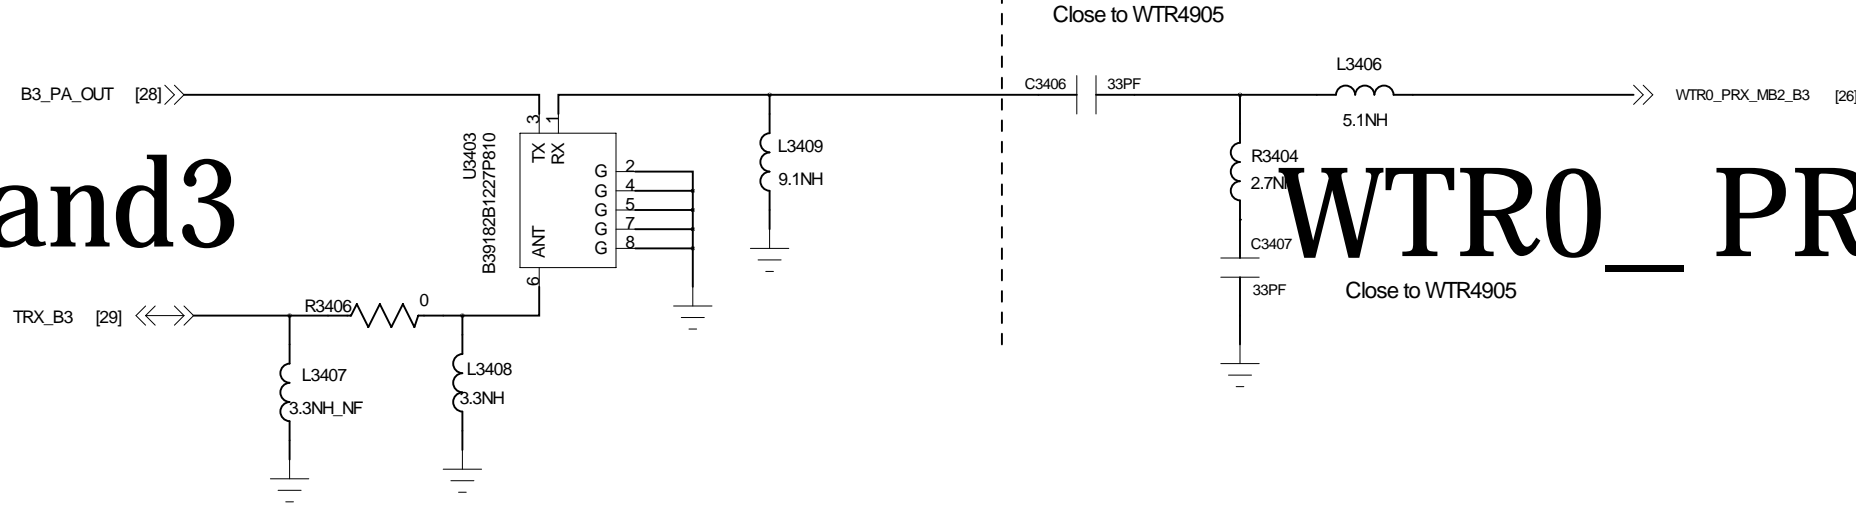 Close to WTR4905
L3406
B3_PA_OUT [28]
C3406 33PF
WTR0_PRX_MB2_B3 [26]
5.1NH
3 1
U3403
B39182B1227P810
TX
RX
ANT
G 2
G 4
G 5
G 7
G 8
6
L3409
9.1NH
R3404
and3
WTR0_ PR
C3407
33PF
Close to WTR4905
TRX_B3 [29]
R3406 0
L3407
3.3NH_NF
L3408
3.3NH